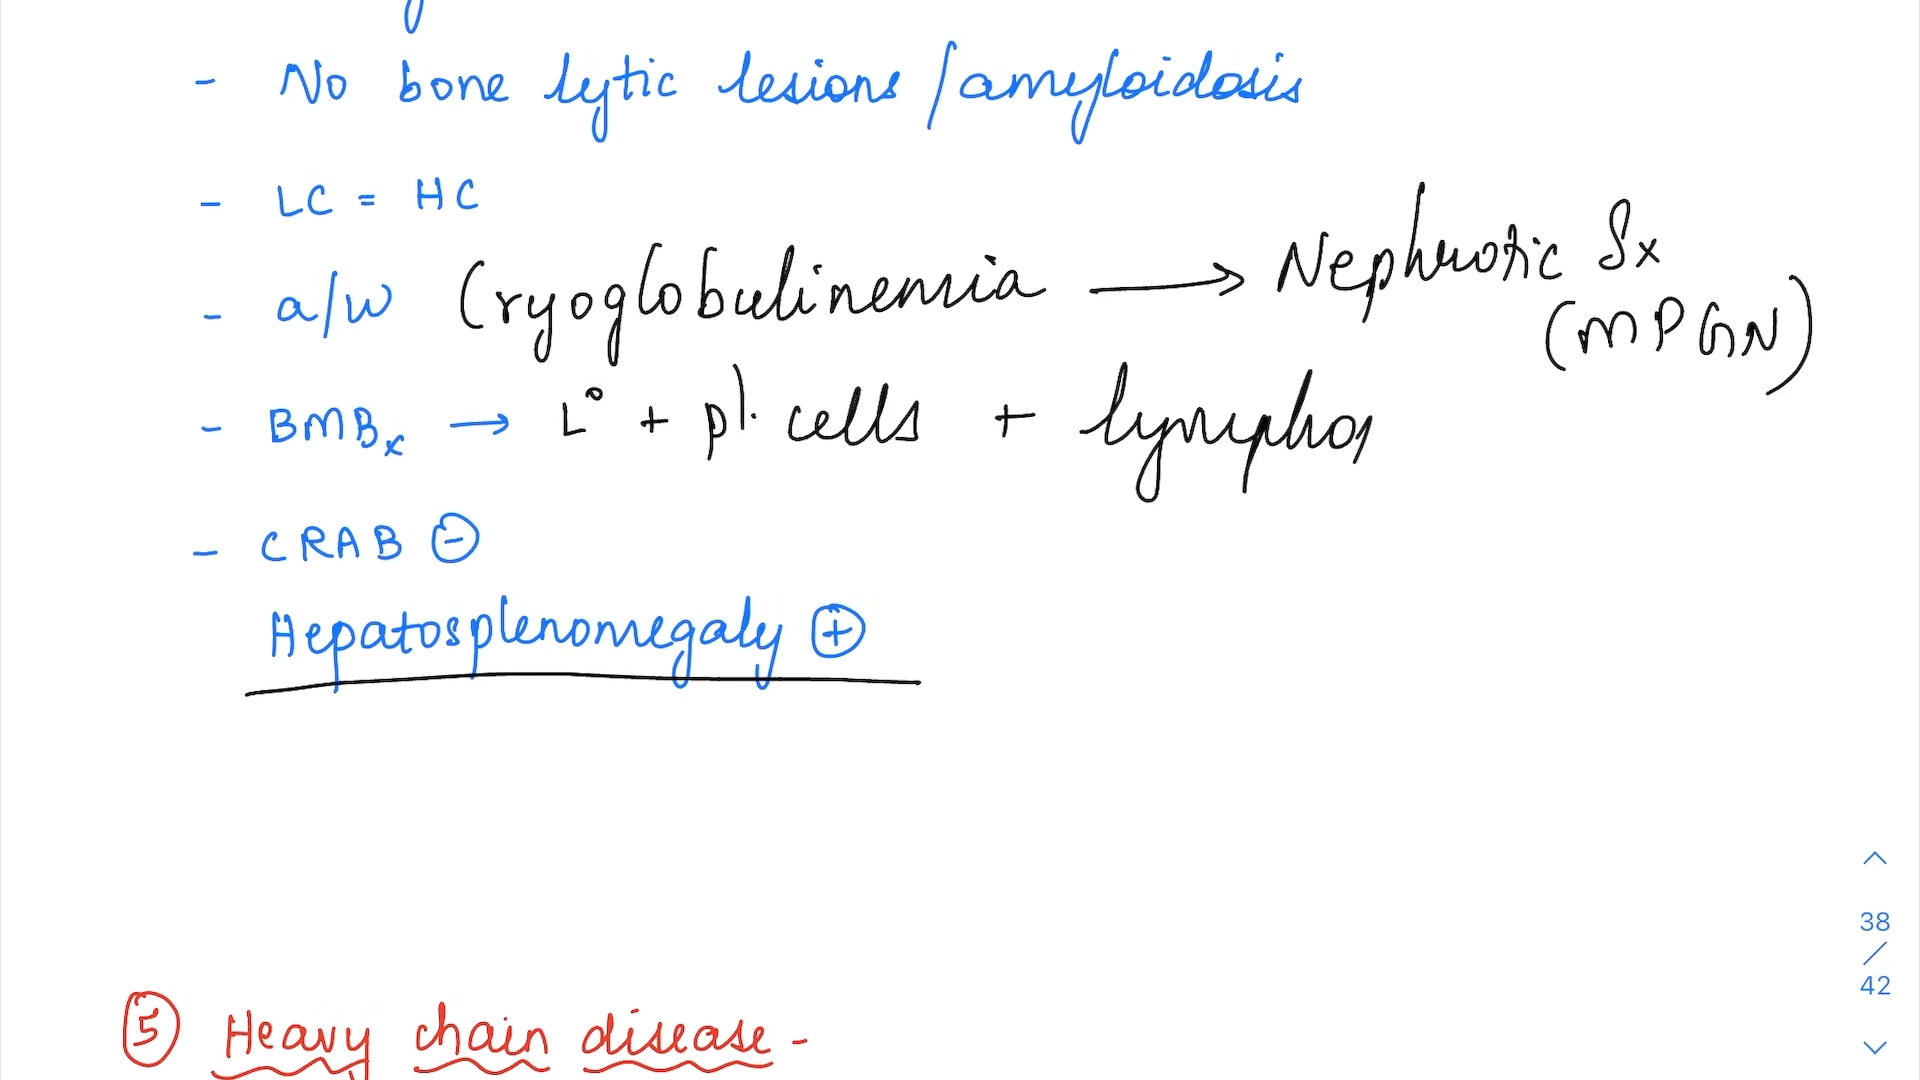 - No bone lytic lesions / amyloidosis
- LC = HC
- a/w Cryoglobulinemia → Nephrotic Sx
(MPGN)
- BMBx → L° + pl. cells + lymphos
- CRAB ⊖
Hepatosplenomegaly ⊕
38
/
42
⑤ Heavy chain disease -